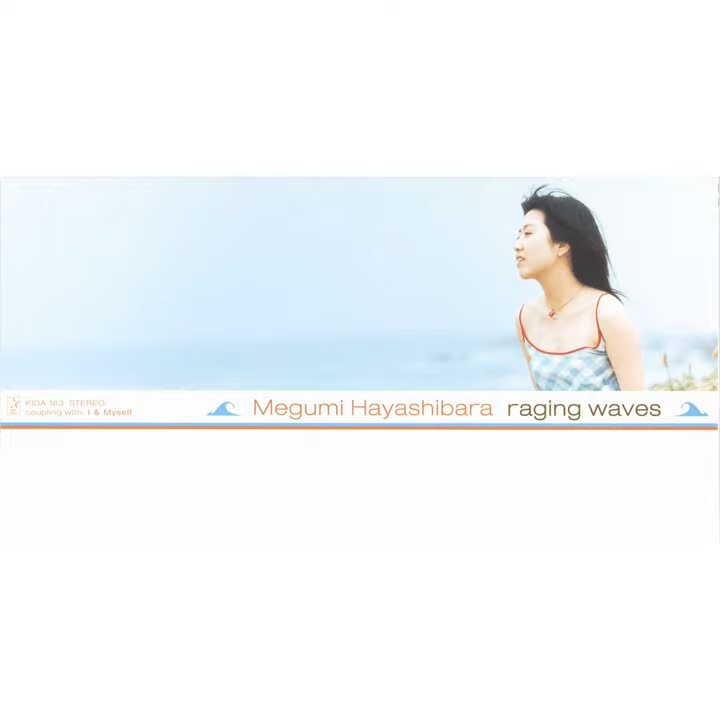 KIDA-163 STEREO
coupling with I & Myself
Megumi Hayashibara raging waves